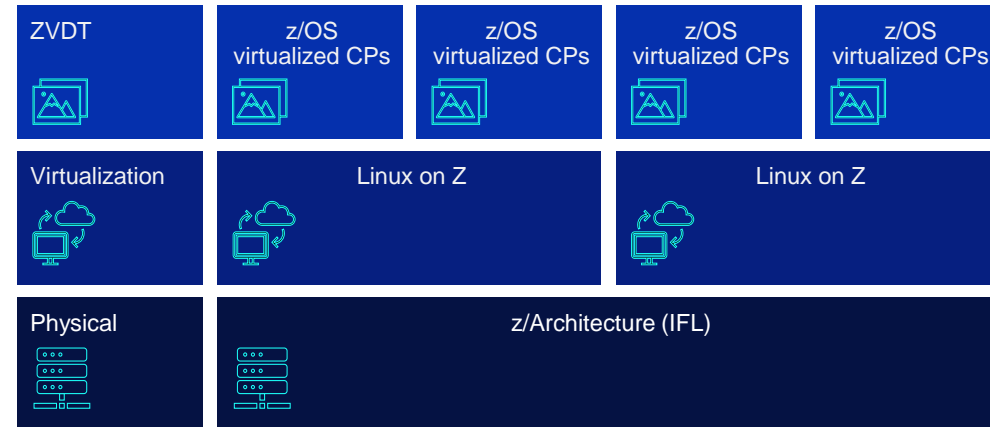 ZVDT
z/OS
virtualized CPs
z/OS
virtualized CPs
z/OS
virtualized CPs
z/OS
virtualized CPs
Virtualization
Linux on Z
Linux on Z
Physical
z/Architecture (IFL)